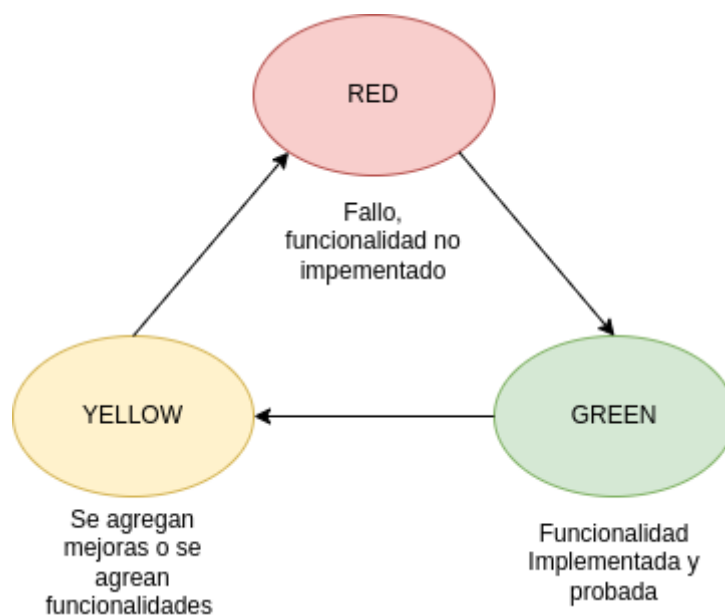 RED
Fallo,
funcionalidad no
impementado
YELLOW
GREEN
Se agregan
mejoras o se
agrean
funcionalidades
Funcionalidad
Implementada y
probada